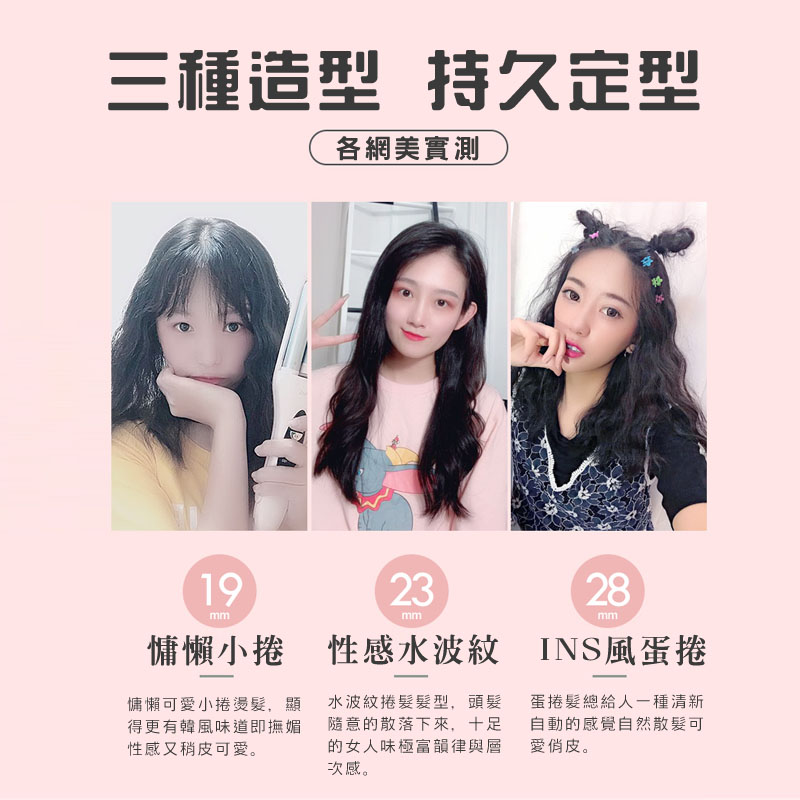 三種造型 持久定型
各網美實測
19
mm
23
mm
28
mm
慵懶小捲
性感水波紋
INS風蛋捲
慵懶可愛小捲燙髮，顯
得更有韓風味道即撫媚
性感又稍皮可愛。
水波紋捲髮髮型，頭髮
隨意的散落下來，十足
的女人味極富韻律與層
次感。
蛋捲髮總給人一種清新
自動的感覺自然散髮可
愛俏皮。